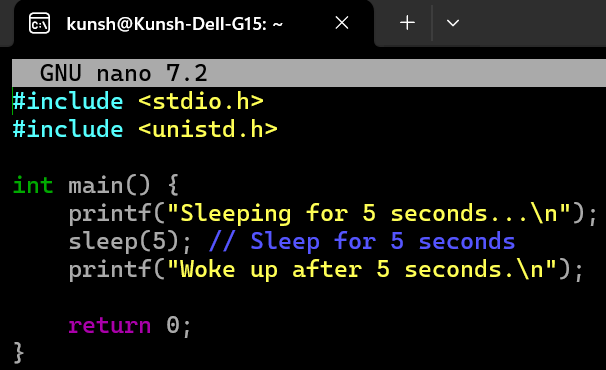 kunsh@Kunsh-Dell-G15: ~
GNU nano 7.2
#include <stdio.h>
#include <unistd.h>
int main() {
    printf("Sleeping for 5 seconds...\n");
    sleep(5); // Sleep for 5 seconds
    printf("Woke up after 5 seconds.\n");
    return 0;
}